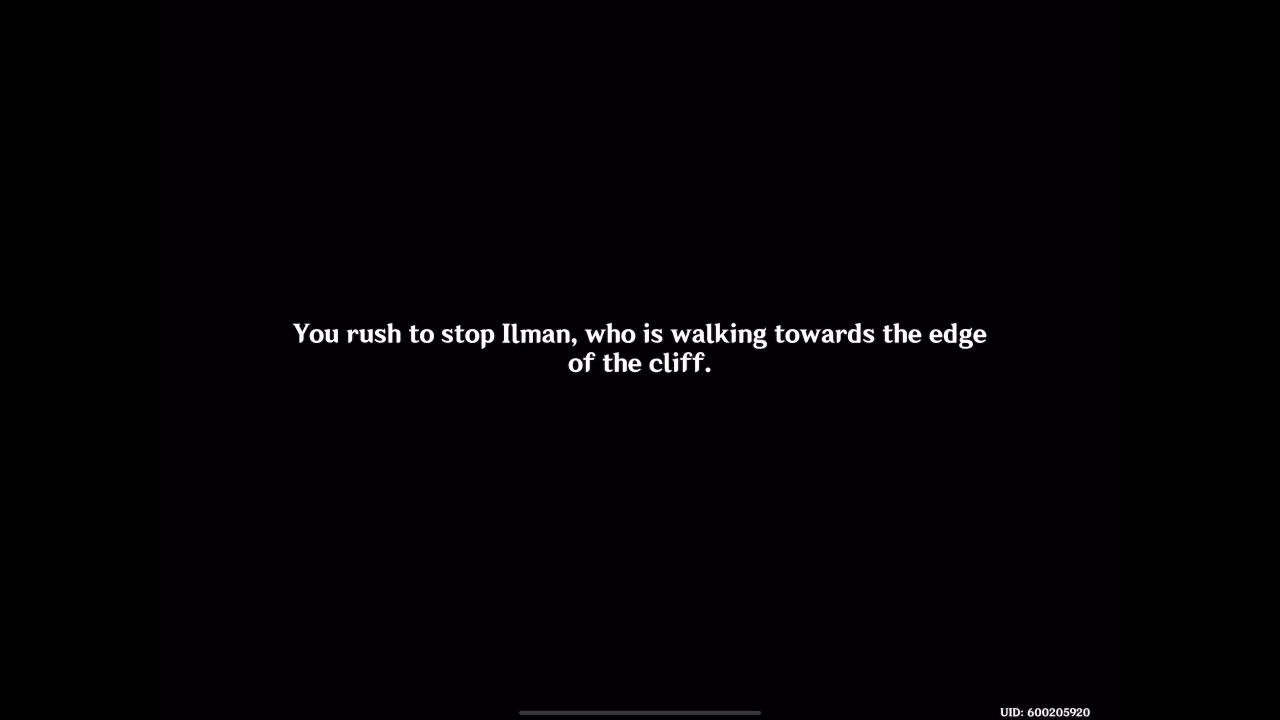 You rush to stop Ilman, who is walking towards the edge
of the cliff.
UID: 600205920